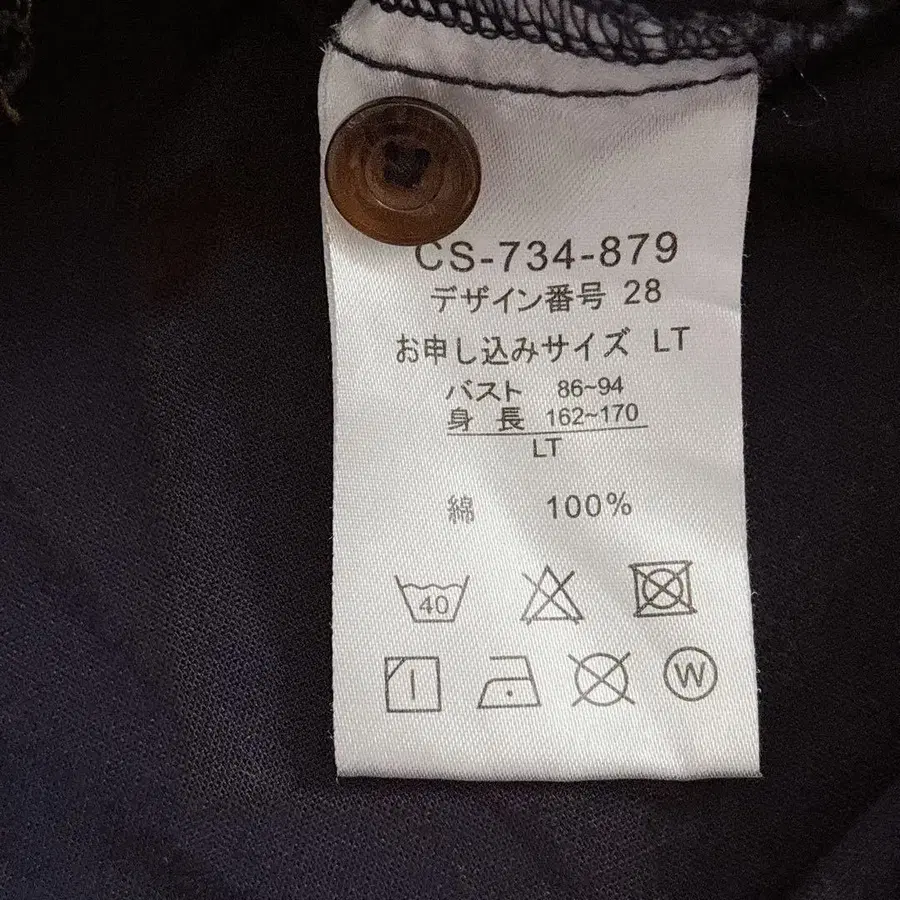 CS-734-879
デザイン番号 28
お申し込みサイズ LT
バスト 86~94
身 長 162~170
LT
綿 100%
40
W